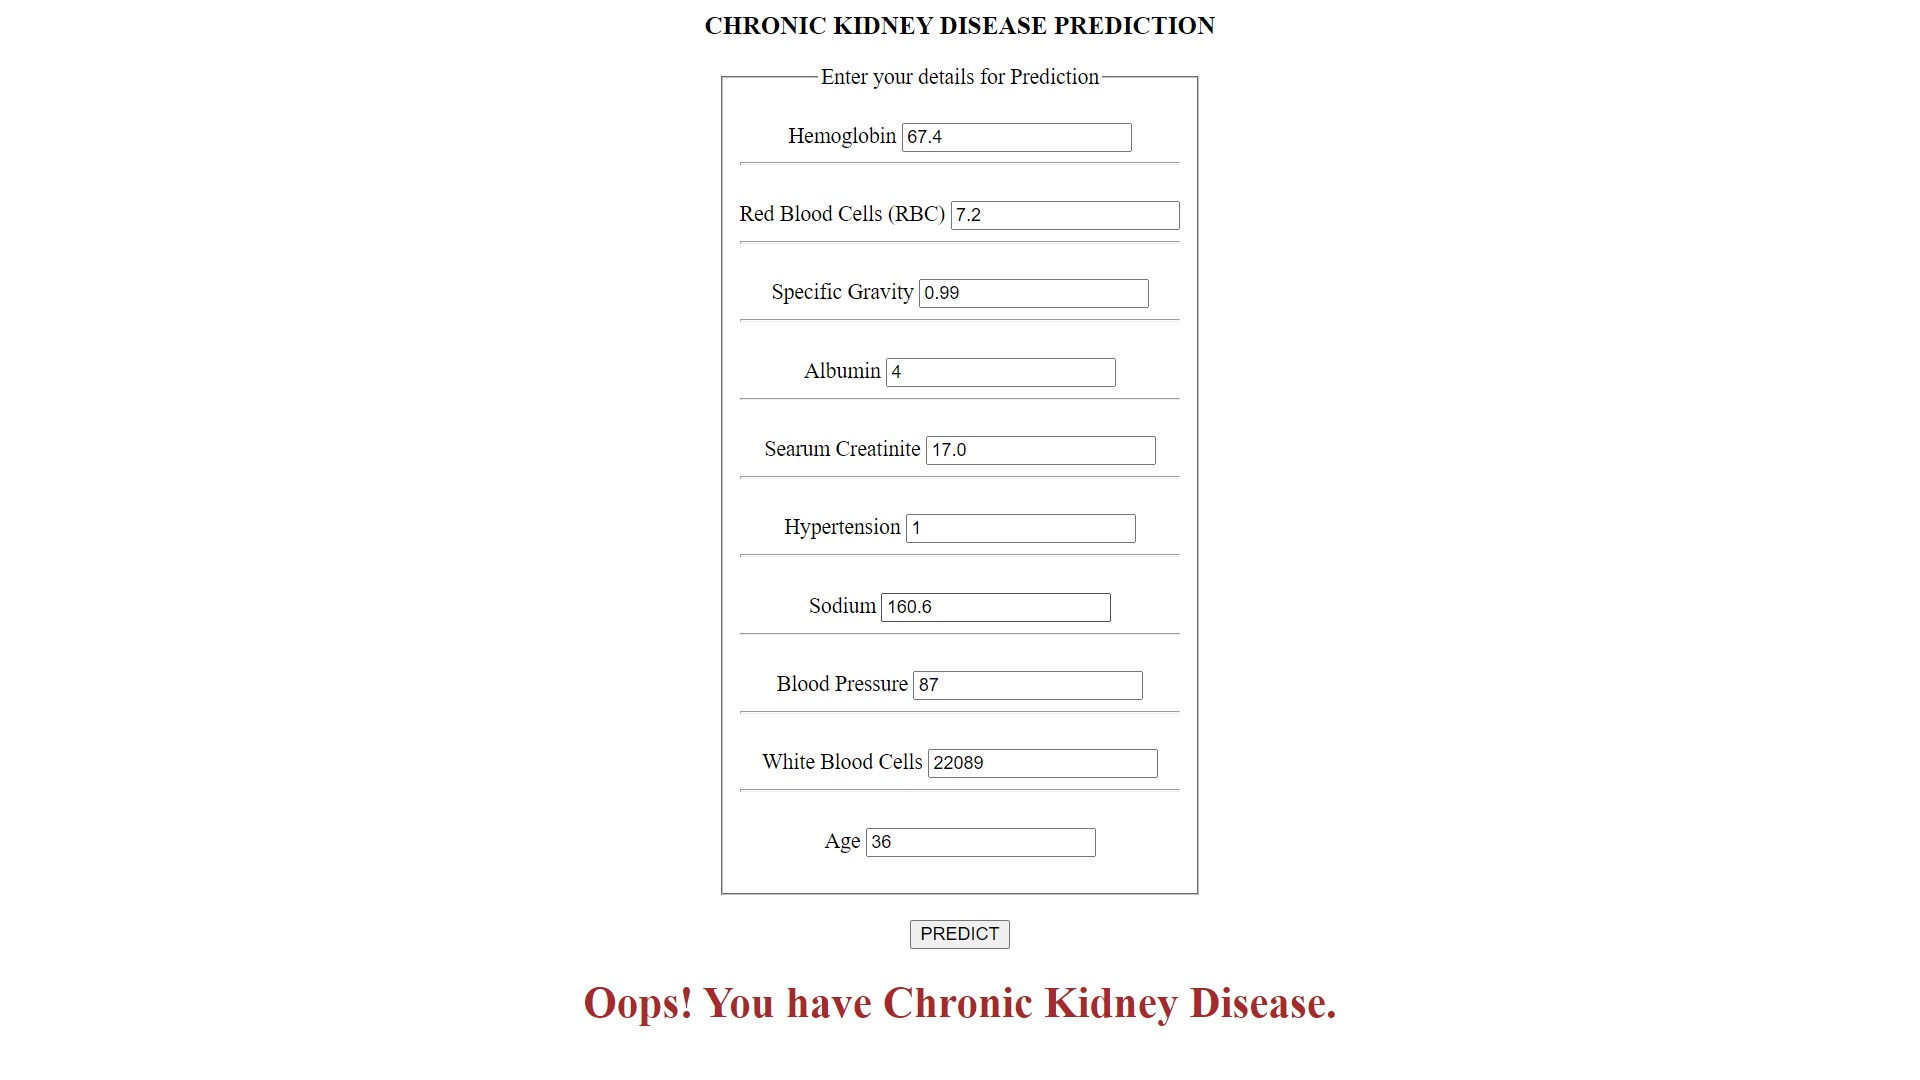 CHRONIC KIDNEY DISEASE PREDICTION
Enter your details for Prediction
Hemoglobin 67.4
Red Blood Cells (RBC) 7.2
Specific Gravity 0.99
Albumin 4
Searum Creatinite 17.0
Hypertension 1
Sodium 160.6
Blood Pressure 87
White Blood Cells 22089
Age 36
PREDICT
Oops! You have Chronic Kidney Disease.